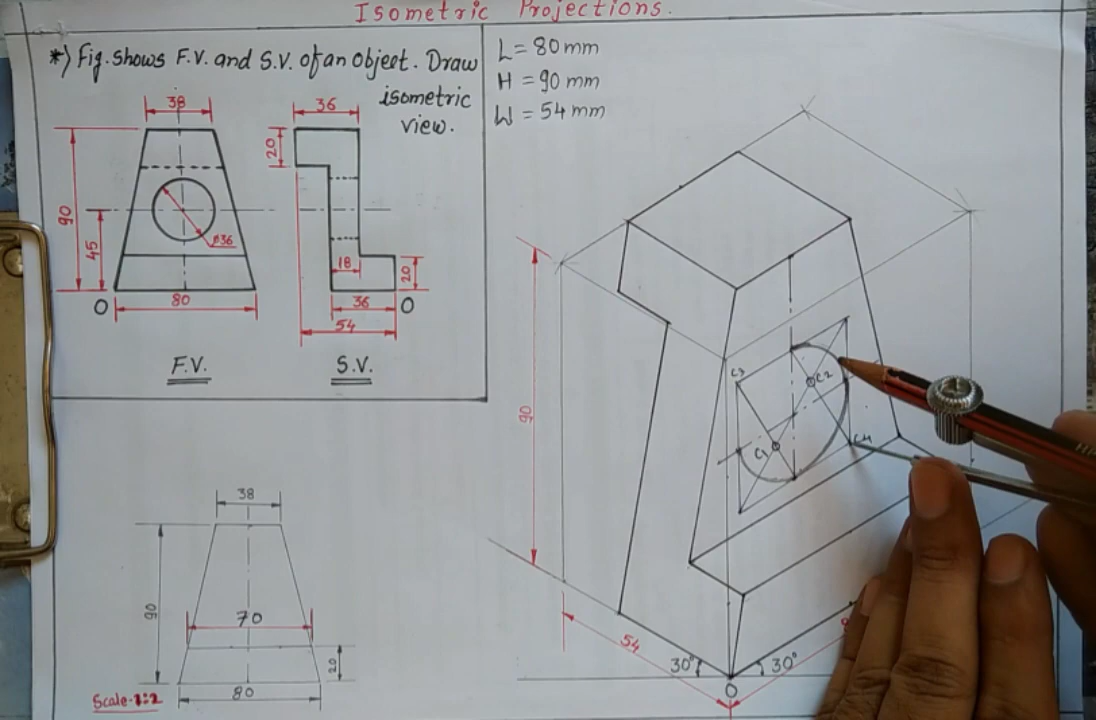 Isometric Projections.
*) Fig. shows F.V. and S.V. of an object. Draw
isometric
view.
L = 80 mm
H = 90 mm
W = 54 mm
38
36
20
90
45
ø36
18
20
O
80
36
O
54
F.V.
S.V.
C3
C2
C1
C4
90
38
90
70
20
80
Scale-1:2
54
30°
30°
8
O